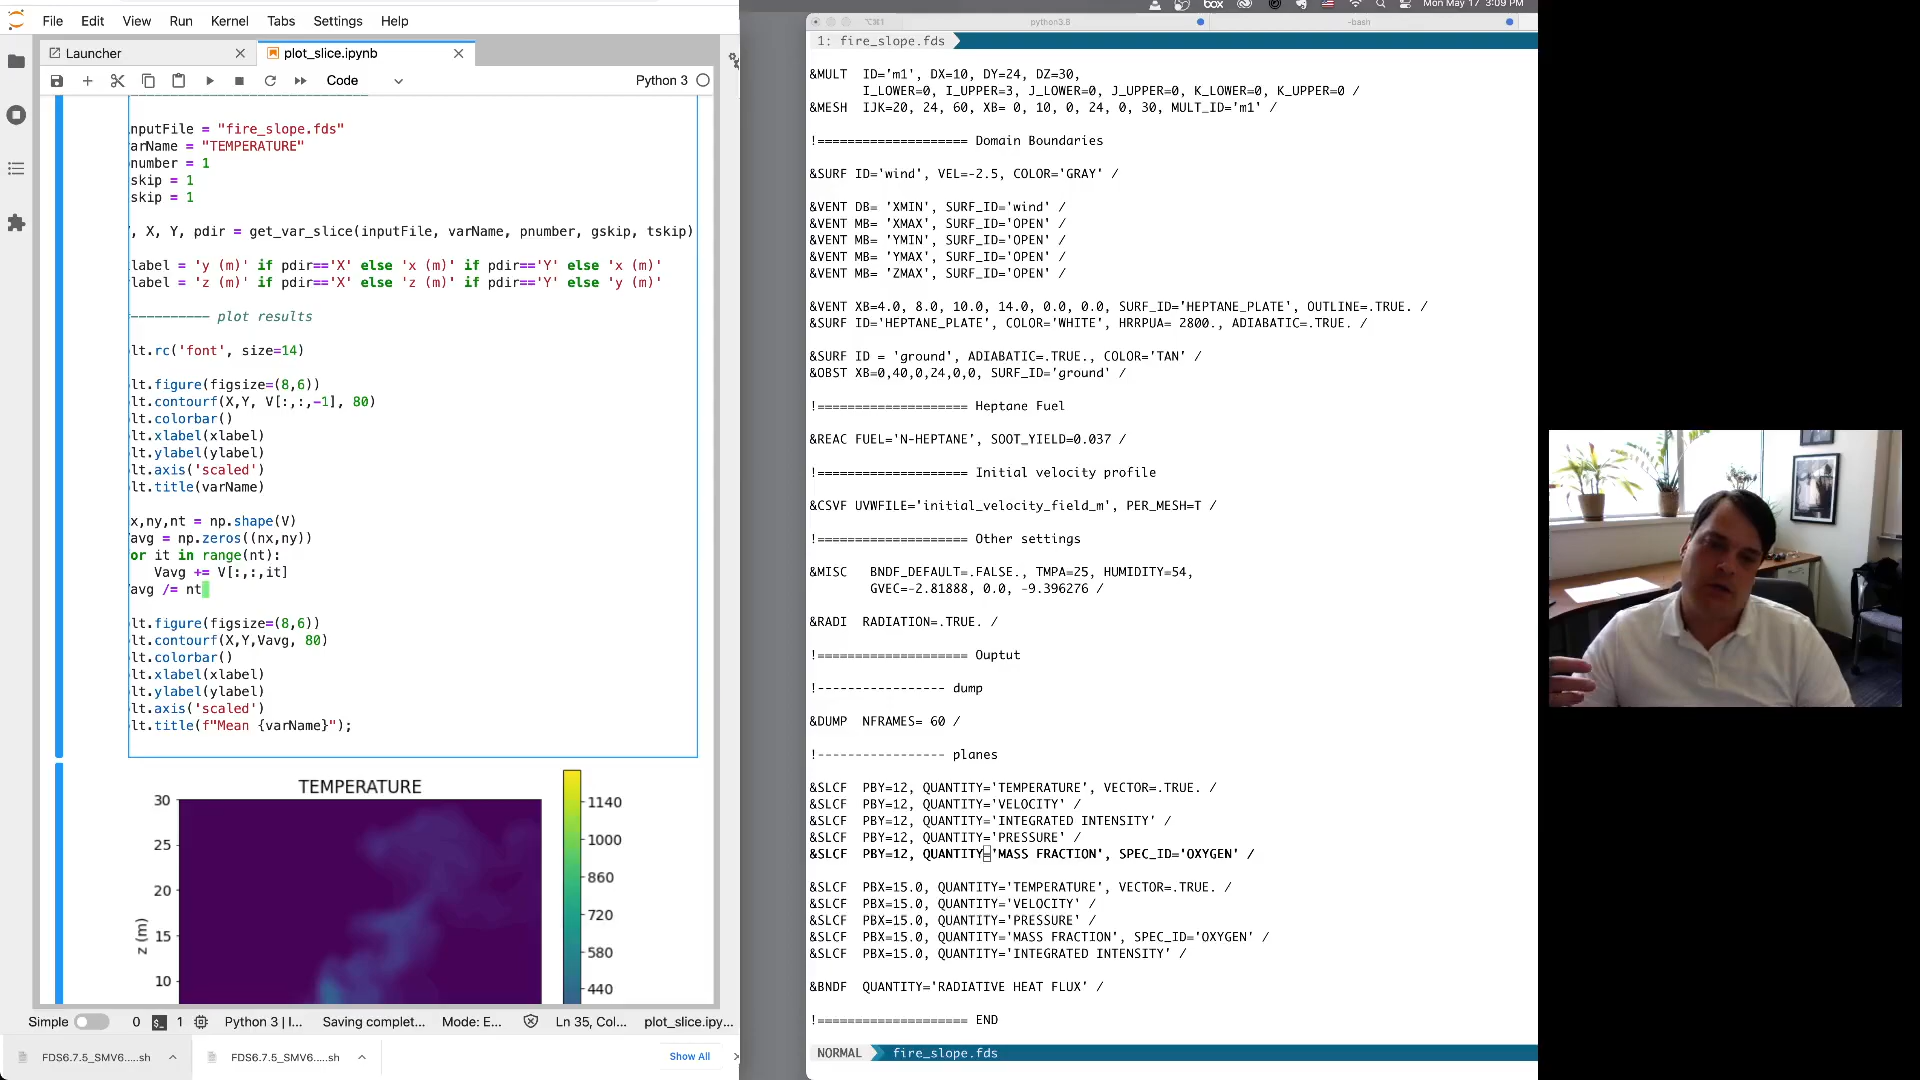 File Edit View Run Kernel Tabs Settings Help
Launcher
plot_slice.ipynb
Code
Python 3
nputFile = "fire_slope.fds"
arName = "TEMPERATURE"
number = 1
skip = 1
skip = 1
, X, Y, pdir = get_var_slice(inputFile, varName, pnumber, gskip, tskip)
label = 'y (m)' if pdir=='X' else 'x (m)' if pdir=='Y' else 'x (m)'
label = 'z (m)' if pdir=='X' else 'z (m)' if pdir=='Y' else 'y (m)'
---------- plot results
lt.rc('font', size=14)
lt.figure(figsize=(8,6))
lt.contourf(X,Y, V[:,:,-1], 80)
lt.colorbar()
lt.xlabel(xlabel)
lt.ylabel(ylabel)
lt.axis('scaled')
lt.title(varName)
x,ny,nt = np.shape(V)
avg = np.zeros((nx,ny))
or it in range(nt):
Vavg += V[:,:,it]
avg /= nt
lt.figure(figsize=(8,6))
lt.contourf(X,Y,Vavg, 80)
lt.colorbar()
lt.xlabel(xlabel)
lt.ylabel(ylabel)
lt.axis('scaled')
lt.title(f"Mean {varName}");
TEMPERATURE
30
25
20
15
10
z (m)
1140
1000
860
720
580
440
Simple 0 $_ 1 Python 3 | I... Saving complet... Mode: E... Ln 35, Col... plot_slice.ipy...
FDS6.7.5_SMV6.....sh
FDS6.7.5_SMV6.....sh
Show All
box
Mon May 17 3:09 PM
⌥⌘1
python3.8
-bash
1: fire_slope.fds
&MULT ID='m1', DX=10, DY=24, DZ=30,
I_LOWER=0, I_UPPER=3, J_LOWER=0, J_UPPER=0, K_LOWER=0, K_UPPER=0 /
&MESH IJK=20, 24, 60, XB= 0, 10, 0, 24, 0, 30, MULT_ID='m1' /
!==================== Domain Boundaries
&SURF ID='wind', VEL=-2.5, COLOR='GRAY' /
&VENT DB= 'XMIN', SURF_ID='wind' /
&VENT MB= 'XMAX', SURF_ID='OPEN' /
&VENT MB= 'YMIN', SURF_ID='OPEN' /
&VENT MB= 'YMAX', SURF_ID='OPEN' /
&VENT MB= 'ZMAX', SURF_ID='OPEN' /
&VENT XB=4.0, 8.0, 10.0, 14.0, 0.0, 0.0, SURF_ID='HEPTANE_PLATE', OUTLINE=.TRUE. /
&SURF ID='HEPTANE_PLATE', COLOR='WHITE', HRRPUA= 2800., ADIABATIC=.TRUE. /
&SURF ID = 'ground', ADIABATIC=.TRUE., COLOR='TAN' /
&OBST XB=0,40,0,24,0,0, SURF_ID='ground' /
!==================== Heptane Fuel
&REAC FUEL='N-HEPTANE', SOOT_YIELD=0.037 /
!==================== Initial velocity profile
&CSVF UVWFILE='initial_velocity_field_m', PER_MESH=T /
!==================== Other settings
&MISC BNDF_DEFAULT=.FALSE., TMPA=25, HUMIDITY=54,
GVEC=-2.81888, 0.0, -9.396276 /
&RADI RADIATION=.TRUE. /
!==================== Ouptut
!----------------- dump
&DUMP NFRAMES= 60 /
!----------------- planes
&SLCF PBY=12, QUANTITY='TEMPERATURE', VECTOR=.TRUE. /
&SLCF PBY=12, QUANTITY='VELOCITY' /
&SLCF PBY=12, QUANTITY='INTEGRATED INTENSITY' /
&SLCF PBY=12, QUANTITY='PRESSURE' /
&SLCF PBY=12, QUANTITY='MASS FRACTION', SPEC_ID='OXYGEN' /
&SLCF PBX=15.0, QUANTITY='TEMPERATURE', VECTOR=.TRUE. /
&SLCF PBX=15.0, QUANTITY='VELOCITY' /
&SLCF PBX=15.0, QUANTITY='PRESSURE' /
&SLCF PBX=15.0, QUANTITY='MASS FRACTION', SPEC_ID='OXYGEN' /
&SLCF PBX=15.0, QUANTITY='INTEGRATED INTENSITY' /
&BNDF QUANTITY='RADIATIVE HEAT FLUX' /
!==================== END
NORMAL fire_slope.fds